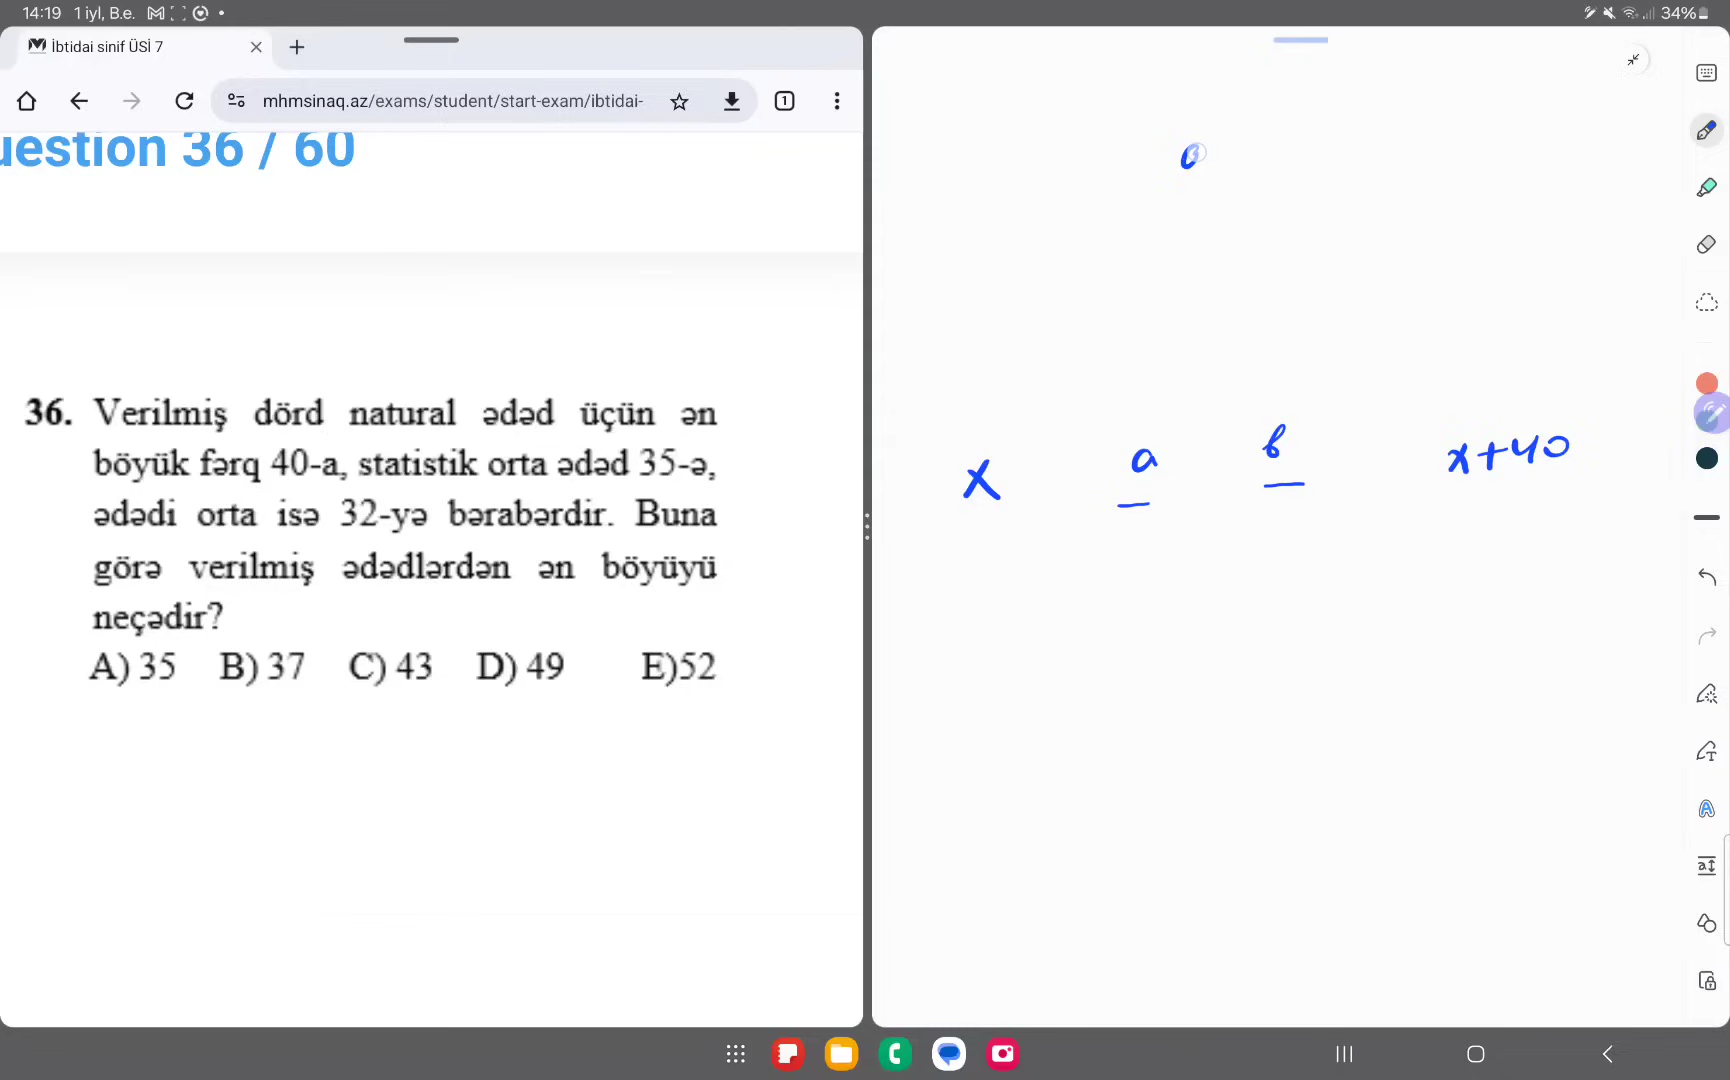 14:19 1 iyl, B.e.
34%
İbtidai sinif ÜSİ 7
mhmsinaq.az/exams/student/start-exam/ibtidai-
1
uestion 36 / 60
36. Verilmiş dörd natural ədəd üçün ən
böyük fərq 40-a, statistik orta ədəd 35-ə,
ədədi orta isə 32-yə bərabərdir. Buna
görə verilmiş ədədlərdən ən böyüyü
neçədir?
A) 35 B) 37 C) 43 D) 49 E)52
x a b x+40